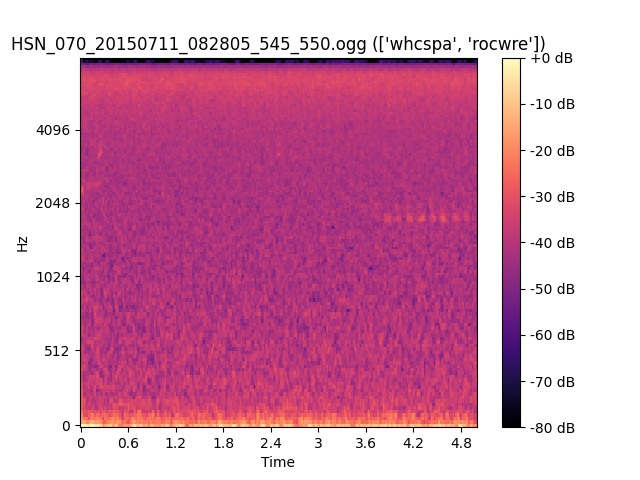 HSN_070_20150711_082805_545_550.ogg (['whcspa', 'rocwre'])
+0 dB
-10 dB
-20 dB
-30 dB
-40 dB
-50 dB
-60 dB
-70 dB
-80 dB
4096
2048
1024
512
0
Hz
0 0.6 1.2 1.8 2.4 3 3.6 4.2 4.8
Time